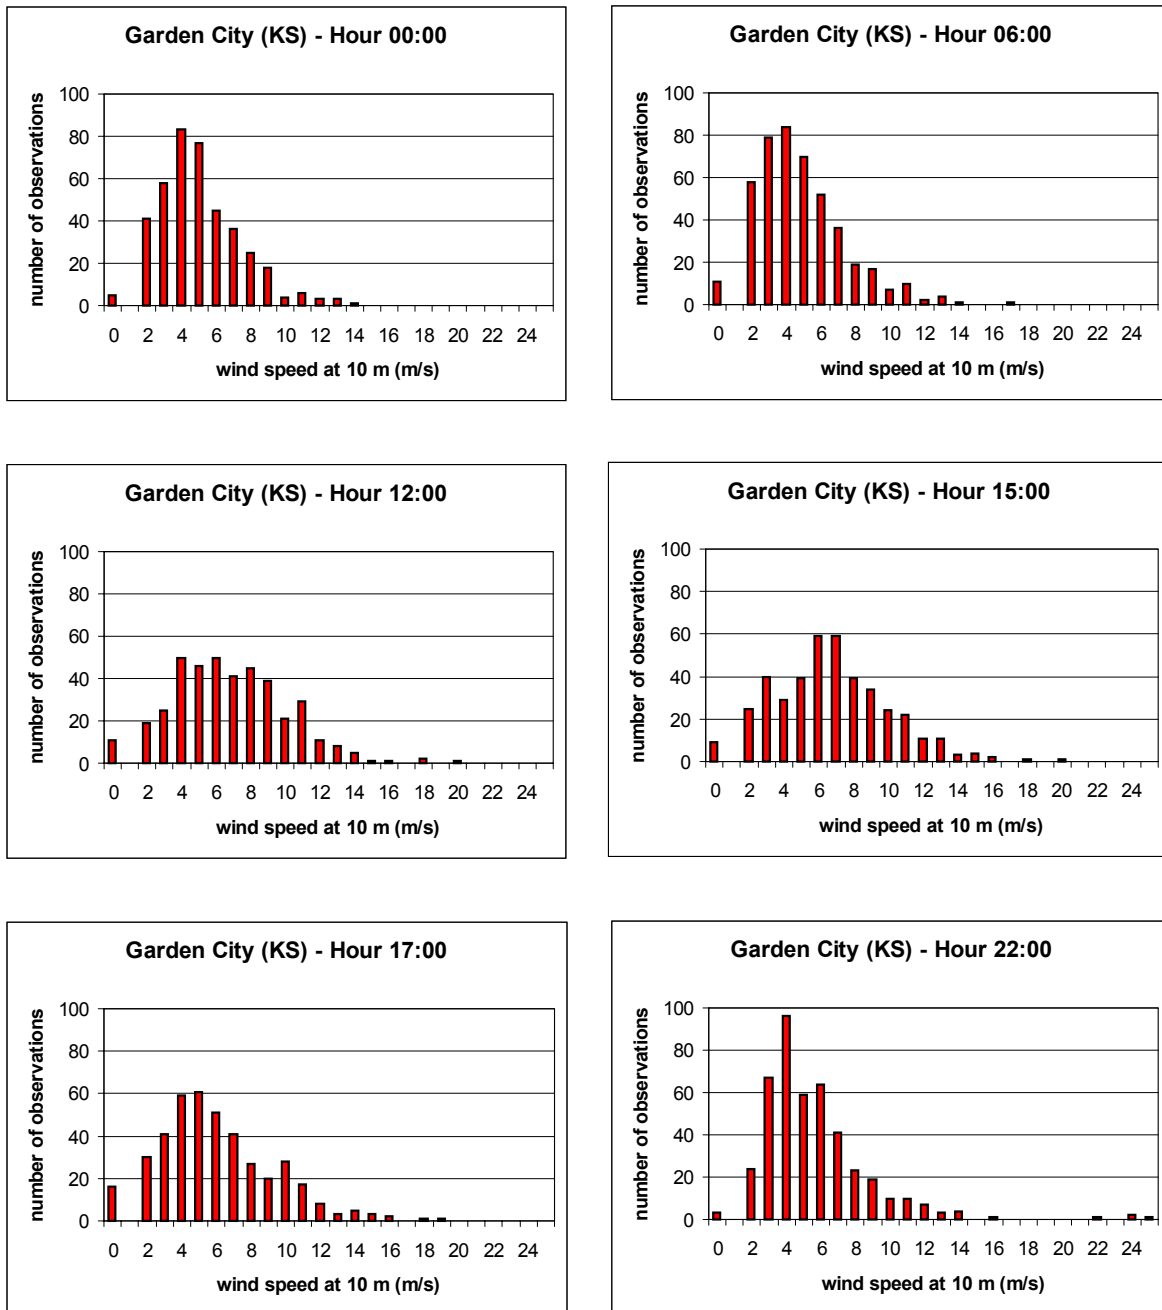 Garden City (KS) - Hour 00:00
number of observations
100
80
60
40
20
0
0 2 4 6 8 10 12 14 16 18 20 22 24
wind speed at 10 m (m/s)
Garden City (KS) - Hour 06:00
number of observations
100
80
60
40
20
0
0 2 4 6 8 10 12 14 16 18 20 22 24
wind speed at 10 m (m/s)
Garden City (KS) - Hour 12:00
number of observations
100
80
60
40
20
0
0 2 4 6 8 10 12 14 16 18 20 22 24
wind speed at 10 m (m/s)
Garden City (KS) - Hour 15:00
number of observations
100
80
60
40
20
0
0 2 4 6 8 10 12 14 16 18 20 22 24
wind speed at 10 m (m/s)
Garden City (KS) - Hour 17:00
number of observations
100
80
60
40
20
0
0 2 4 6 8 10 12 14 16 18 20 22 24
wind speed at 10 m (m/s)
Garden City (KS) - Hour 22:00
number of observations
100
80
60
40
20
0
0 2 4 6 8 10 12 14 16 18 20 22 24
wind speed at 10 m (m/s)